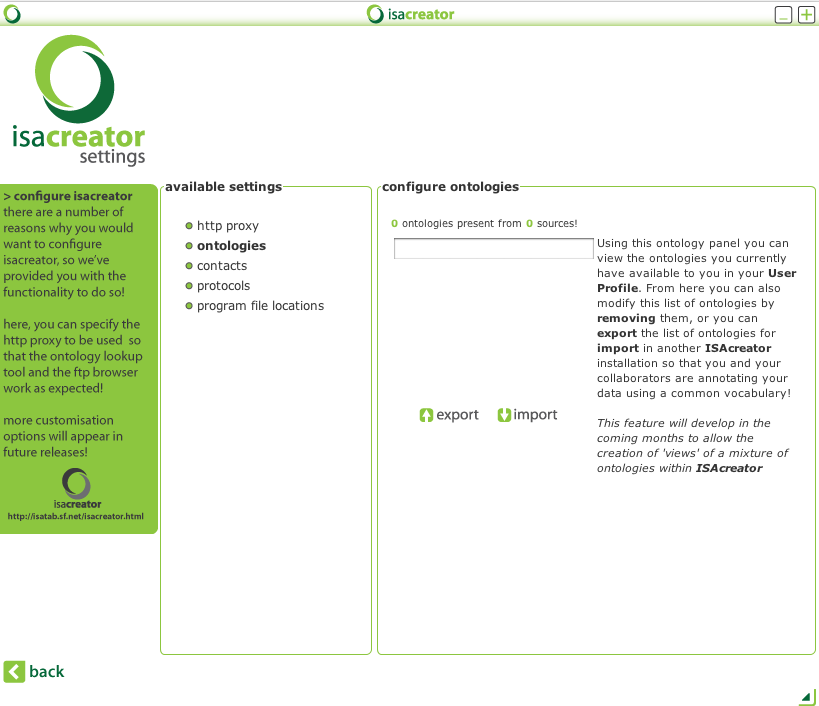 isacreator
isacreator
settings
> configure isacreator
there are a number of
reasons why you would
want to configure
isacreator, so we've
provided you with the
functionality to do so!
here, you can specify the
http proxy to be used so
that the ontology lookup
tool and the ftp browser
work as expected!
more customisation
options will appear in
future releases!
isacreator
http://isatab.sf.net/isacreator.html
available settings
http proxy
ontologies
contacts
protocols
program file locations
configure ontologies
0 ontologies present from 0 sources!
Using this ontology panel you can
view the ontologies you currently
have available to you in your User
Profile. From here you can also
modify this list of ontologies by
removing them, or you can
export the list of ontologies for
import in another ISAcreator
installation so that you and your
collaborators are annotating your
data using a common vocabulary!
This feature will develop in the
coming months to allow the
creation of 'views' of a mixture of
ontologies within ISAcreator
export import
back